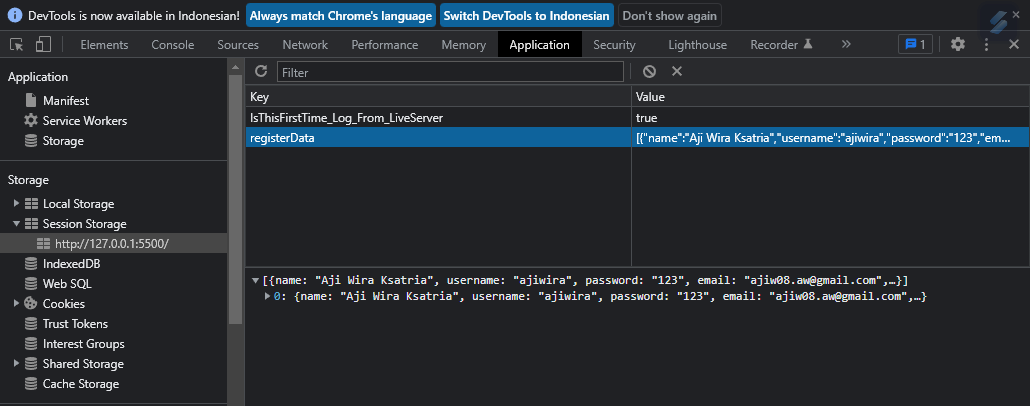 DevTools is now available in Indonesian! Always match Chrome's language Switch DevTools to Indonesian Don't show again
Elements Console Sources Network Performance Memory Application Security Lighthouse Recorder 1
Application
Manifest
Service Workers
Storage
Storage
Local Storage
Session Storage
http://127.0.0.1:5500/
IndexedDB
Web SQL
Cookies
Trust Tokens
Interest Groups
Shared Storage
Cache Storage
Filter
Key Value
IsThisFirstTime_Log_From_LiveServer true
registerData [{"name":"Aji Wira Ksatria","username":"ajiwira","password":"123","em...
[{name: "Aji Wira Ksatria", username: "ajiwira", password: "123", email: "ajiw08.aw@gmail.com",…}]
0: {name: "Aji Wira Ksatria", username: "ajiwira", password: "123", email: "ajiw08.aw@gmail.com",…}